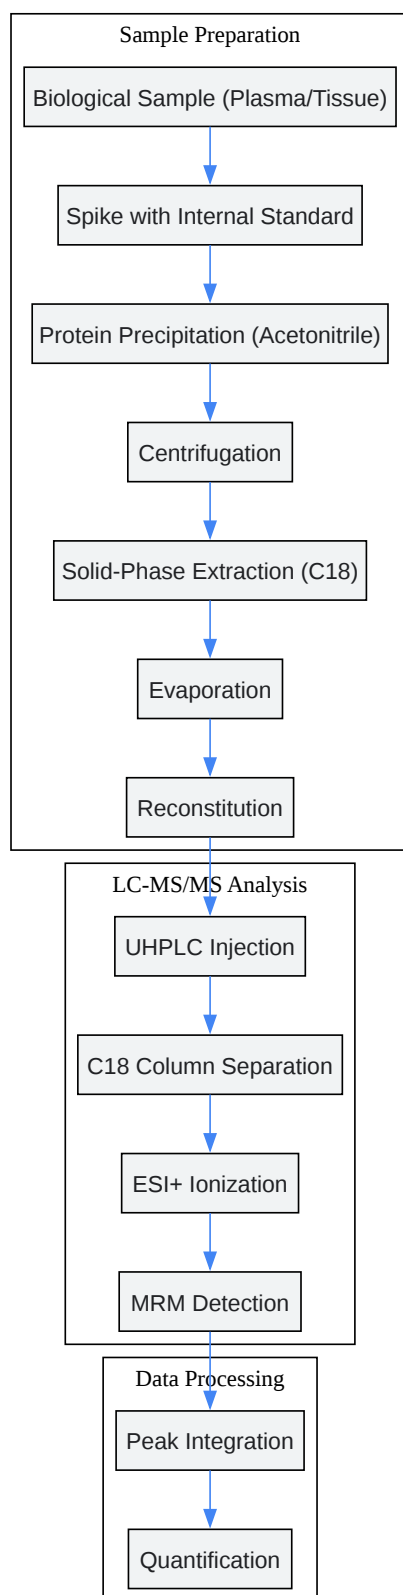 Sample Preparation
Biological Sample (Plasma/Tissue)
Spike with Internal Standard
Protein Precipitation (Acetonitrile)
Centrifugation
Solid-Phase Extraction (C18)
Evaporation
Reconstitution
LC-MS/MS Analysis
UHPLC Injection
C18 Column Separation
ESI+ Ionization
MRM Detection
Data Processing
Peak Integration
Quantification